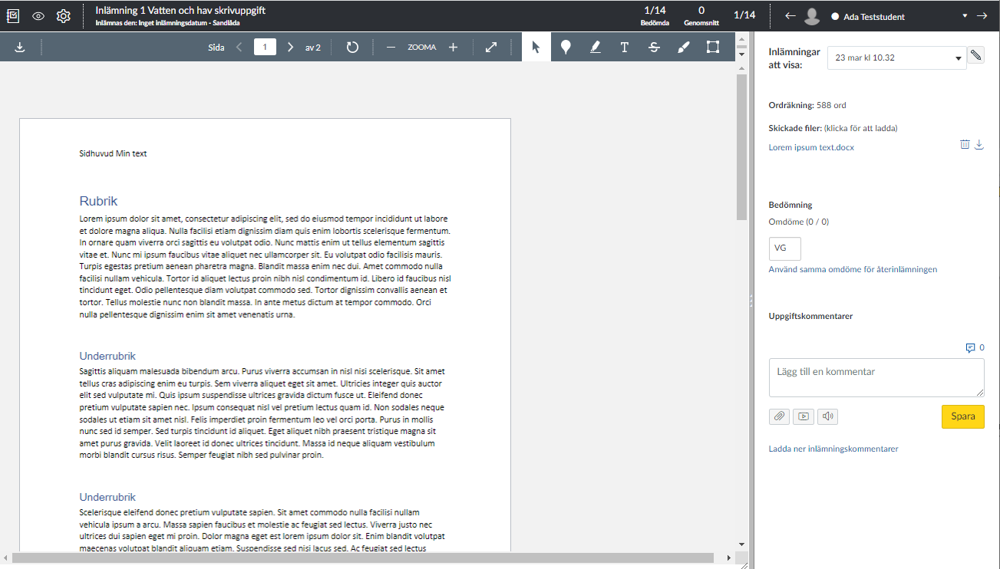 Inlämning 1 Vatten och hav skrivuppgift
Inlämnas den: Inget inlämningsdatum - Sandlåda
1/14
Bedömda
0
Genomsnitt
1/14
Ada Teststudent
Sida
1
av 2
ZOOMA
T
S
Sidhuvud Min text
Rubrik
Lorem ipsum dolor sit amet, consectetur adipiscing elit, sed do eiusmod tempor incididunt ut labore
et dolore magna aliqua. Nulla facilisi etiam dignissim diam quis enim lobortis scelerisque fermentum.
In ornare quam viverra orci sagittis eu volutpat odio. Nunc mattis enim ut tellus elementum sagittis
vitae et. Nunc mi ipsum faucibus vitae aliquet nec ullamcorper sit. Eu volutpat odio facilisis mauris.
Turpis egestas pretium aenean pharetra magna. Blandit massa enim nec dui. Amet commodo nulla
facilisi nullam vehicula. Tortor id aliquet lectus proin nibh nisl condimentum id. Libero id faucibus nisl
tincidunt eget. Odio pellentesque diam volutpat commodo sed. Tortor dignissim convallis aenean et
tortor. Tellus molestie nunc non blandit massa. In ante metus dictum at tempor commodo. Orci
nulla pellentesque dignissim enim sit amet venenatis urna.
Underrubrik
Sagittis aliquam malesuada bibendum arcu. Purus viverra accumsan in nisl nisi scelerisque. Sit amet
tellus cras adipiscing enim eu turpis. Sem viverra aliquet eget sit amet. Ultricies integer quis auctor
elit sed vulputate mi. Quis ipsum suspendisse ultrices gravida dictum fusce ut. Eleifend donec
pretium vulputate sapien nec. Ipsum consequat nisl vel pretium lectus quam id. Non sodales neque
sodales ut etiam sit amet nisl. Felis imperdiet proin fermentum leo vel orci porta. Purus in mollis
nunc sed id semper. Sed turpis tincidunt id aliquet. Eget aliquet nibh praesent tristique magna sit
amet purus gravida. Velit laoreet id donec ultrices tincidunt. Massa id neque aliquam vestibulum
morbi blandit cursus risus. Semper feugiat nibh sed pulvinar proin.
Underrubrik
Scelerisque eleifend donec pretium vulputate sapien. Sit amet commodo nulla facilisi nullam
vehicula ipsum a arcu. Massa sapien faucibus et molestie ac feugiat sed lectus. Viverra justo nec
ultrices dui sapien eget mi proin. Dolor magna eget est lorem ipsum dolor sit. Enim blandit volutpat
maecenas volutpat blandit aliquam etiam. Suspendisse sed nisi lacus sed. Ac feugiat sed lectus
Inlämningar
att visa:
23 mar kl 10.32
Ordräkning: 588 ord
Skickade filer: (klicka för att ladda)
Lorem ipsum text.docx
Bedömning
Omdöme (0 / 0)
VG
Använd samma omdöme för återinlämningen
Uppgiftskommentarer
0
Lägg till en kommentar
Spara
Ladda ner inlämningskommentarer